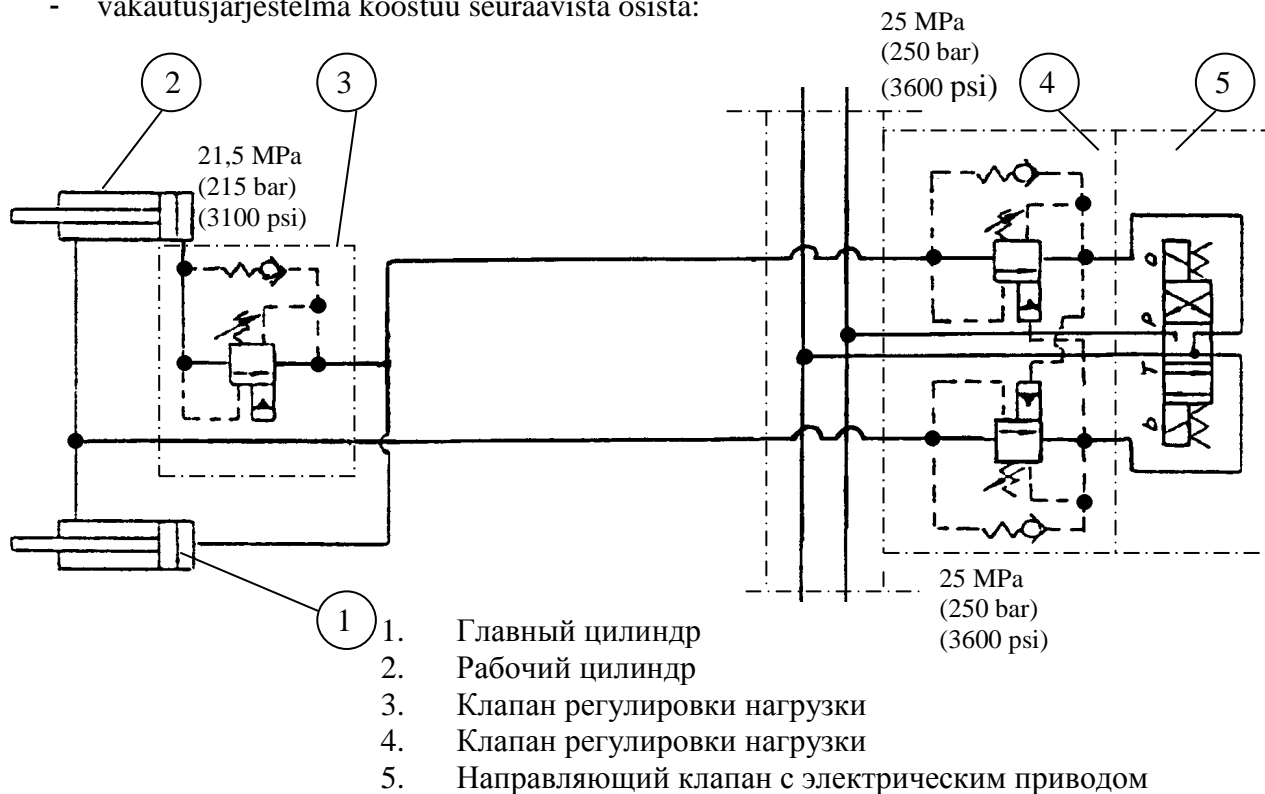 - vakautusjärjestelmä koostuu seuraavista osista:
25 MPa
(250 bar)
(3600 psi)
2
3
4
5
21,5 MPa
(215 bar)
(3100 psi)
a
P
T
b
25 MPa
(250 bar)
(3600 psi)
1
1. Главный цилиндр
2. Рабочий цилиндр
3. Клапан регулировки нагрузки
4. Клапан регулировки нагрузки
5. Направляющий клапан с электрическим приводом